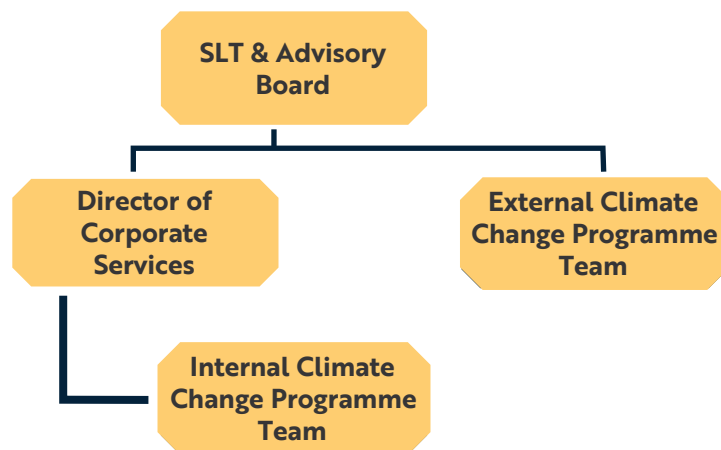 SLT & Advisory
Board
Director of
Corporate
Services
External Climate
Change Programme
Team
Internal Climate
Change Programme
Team